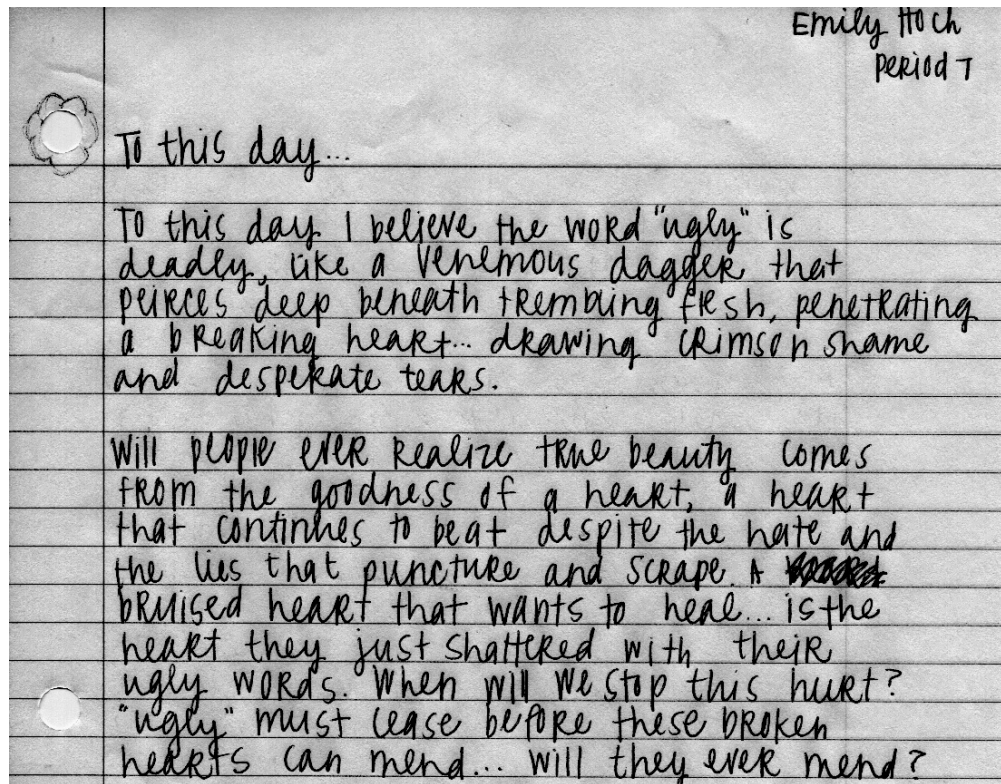 Emily Hoch
Period 7
To this day...
To this day I believe the word "ugly" is
deadly, like a venemous dagger that
peirces deep beneath trembling flesh, penetrating
a breaking heart... drawing crimson shame
and desperate tears.
Will people ever realize true beauty comes
from the goodness of a heart, a heart
that continues to beat despite the hate and
the lies that puncture and scrape. A
bruised heart that wants to heal... is the
heart they just shattered with their
ugly words. When will we stop this hurt?
"ugly" must cease before these broken
hearts can mend... will they ever mend?